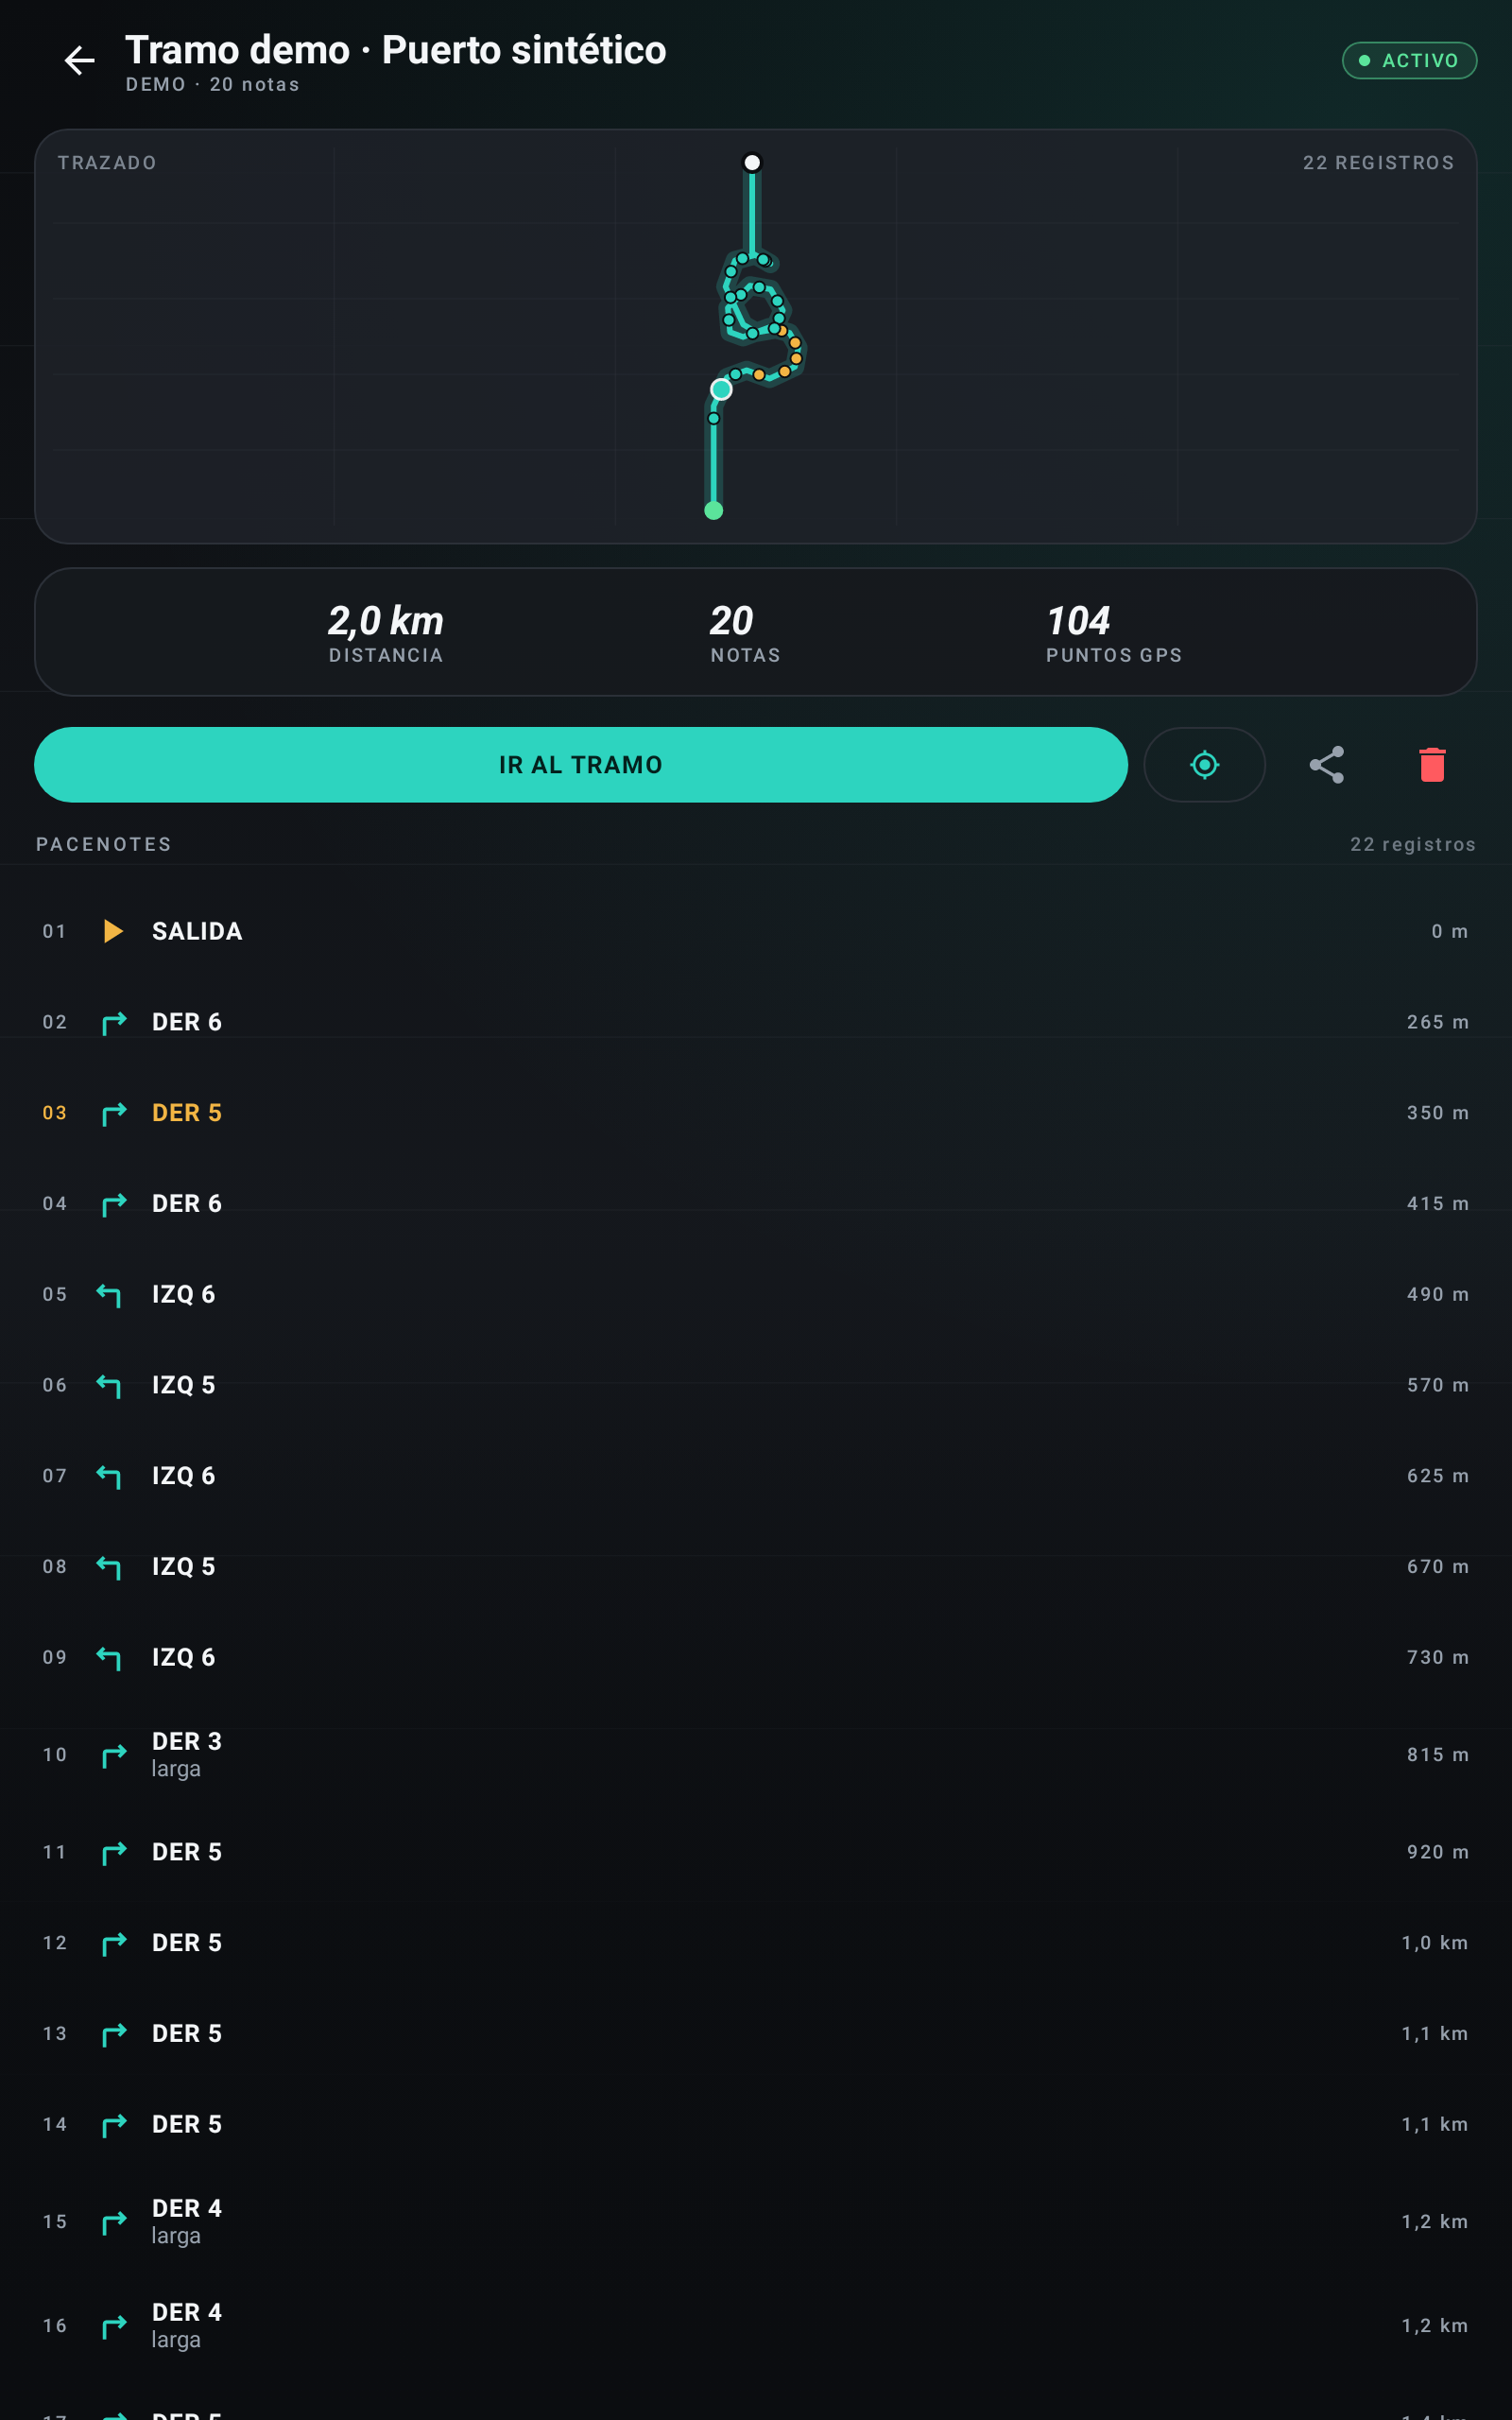 Tramo demo · Puerto sintético
DEMO · 20 notas
ACTIVO
TRAZADO
22 REGISTROS
2,0 km
DISTANCIA
20
NOTAS
104
PUNTOS GPS
IR AL TRAMO
PACENOTES
22 registros
01 SALIDA 0 m
02 DER 6 265 m
03 DER 5 350 m
04 DER 6 415 m
05 IZQ 6 490 m
06 IZQ 5 570 m
07 IZQ 6 625 m
08 IZQ 5 670 m
09 IZQ 6 730 m
10 DER 3 815 m
larga
11 DER 5 920 m
12 DER 5 1,0 km
13 DER 5 1,1 km
14 DER 5 1,1 km
15 DER 4 1,2 km
larga
16 DER 4 1,2 km
larga